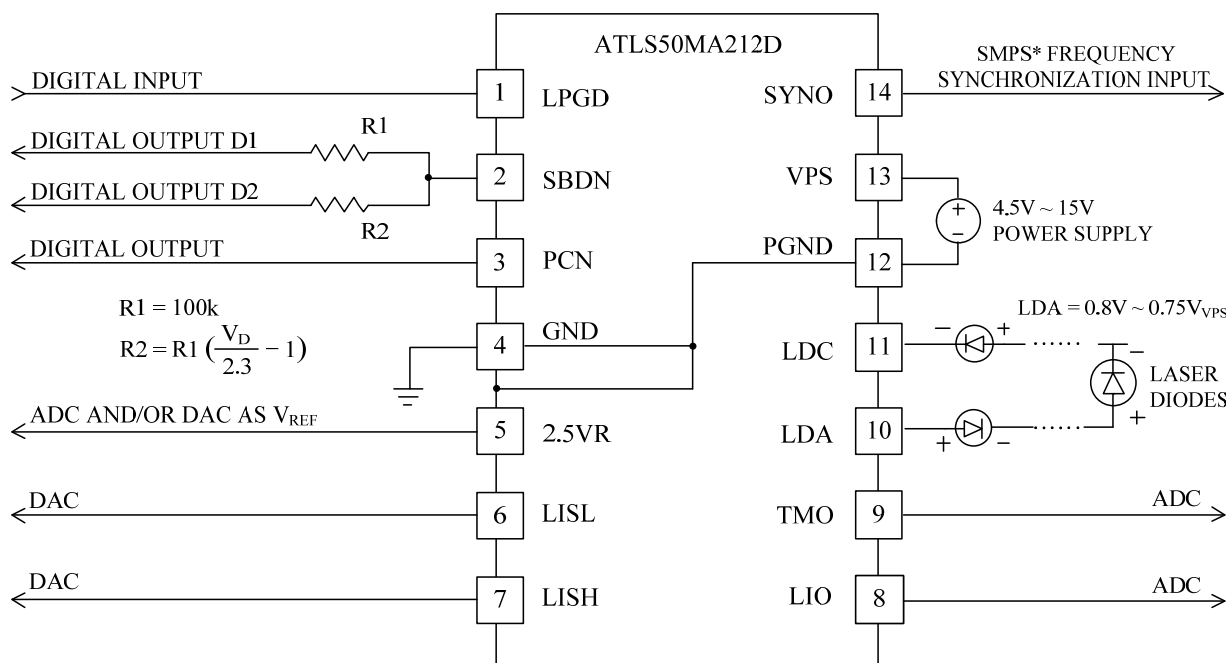 ATLS50MA212D
DIGITAL INPUT
1
LPGD
DIGITAL OUTPUT D1
R1
DIGITAL OUTPUT D2
R2
2
SBDN
DIGITAL OUTPUT
3
PCN
R1 = 100k
R2 = R1 (V_D/2.3 − 1)
4
GND
ADC AND/OR DAC AS V_REF
5
2.5VR
DAC
6
LISL
DAC
7
LISH
SMPS* FREQUENCY
SYNCHRONIZATION INPUT
SYNO
14
VPS
13
+
−
4.5V ~ 15V
POWER SUPPLY
PGND
12
LDA = 0.8V ~ 0.75V_VPS
LDC
11
− +
......
−
LASER
DIODES
+
LDA
10
+ −
......
TMO
9
ADC
LIO
8
ADC